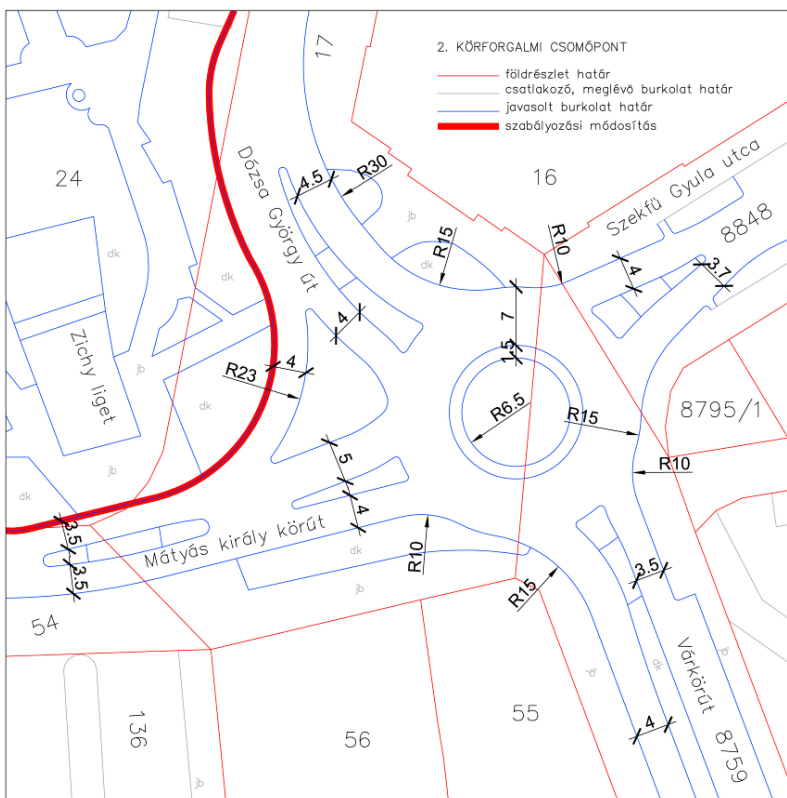 2. KÖRFORGALMI CSOMÓPONT
földrészlet határ
csatlakozó, meglévő burkolat határ
javasolt burkolat határ
szabályozási módosítás
17
24
16
Dózsa György út
4.5
R30
Szekfű Gyula utca
8848
jb
R15
R10
dk
dk
dk
4
3.7
7
4
1.5
Zichy liget
jb
R23
4
dk
R6.5
R15
8795/1
5
R10
jb
dk
4
3.5
3.5
Mátyás király körút
dk
R10
jb
R15
3.5
54
Várkörút
jb
jb
dk
136
56
55
4
8759
jb